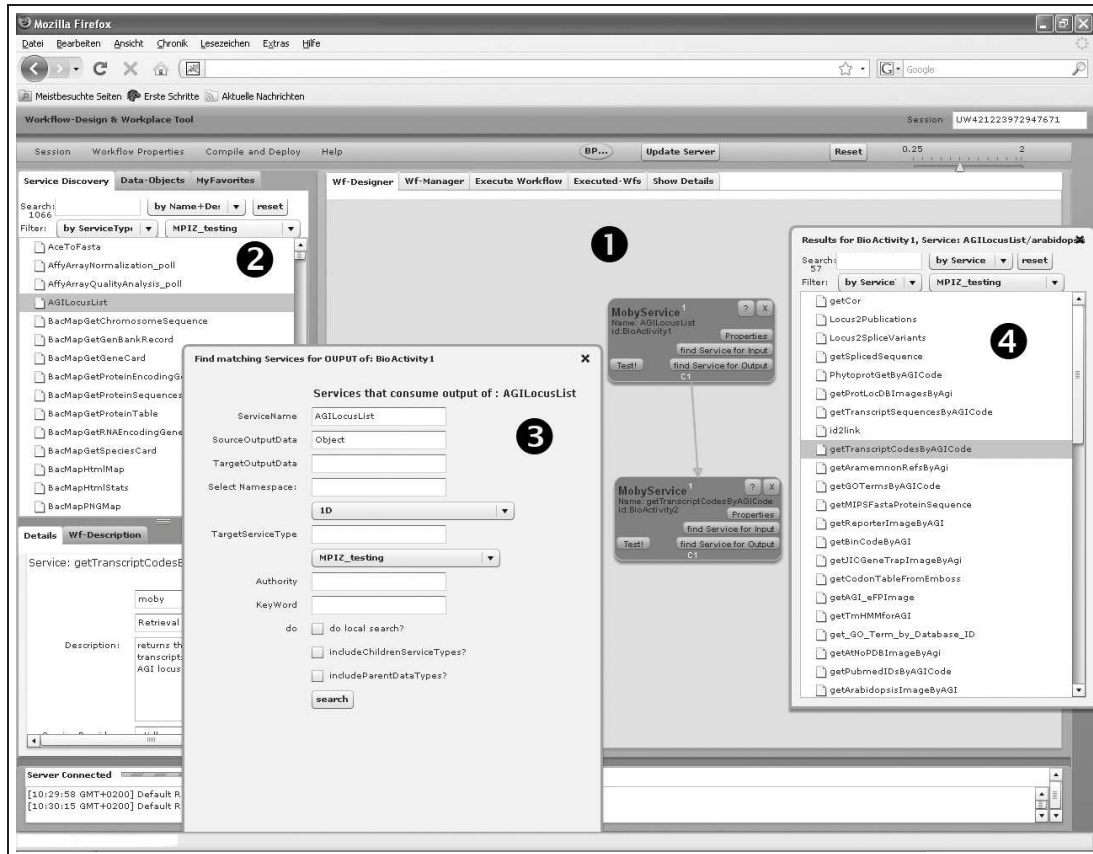 Mozilla Firefox
Datei Bearbeiten Ansicht Chronik Lesezeichen Extras Hilfe
Google
Meistbesuchte Seiten Erste Schritte Aktuelle Nachrichten
Workflow-Design & Workplace Tool
Session UW421223972947671
Session Workflow Properties Compile and Deploy Help
BP...) Update Server Reset 0.25 2
Service Discovery Data-Objects MyFavorites
Search: by Name+De: reset
1066
Filter: by ServiceTyp MPIZ_testing
AceToFasta
AffyArrayNormalization_poll
AffyArrayQualityAnalysis_poll
AGILocusList
BacMapGetChromosomeSequence
BacMapGetGenBankRecord
BacMapGetGeneCard
BacMapGetProteinEncodingG
BacMapGetProteinSequences
BacMapGetProteinTable
BacMapGetRNAEncodingGene
BacMapGetSpeciesCard
BacMapHtmlMap
BacMapHtmlStats
BacMapPNGMap
2
Details Wf-Description
Service: getTranscriptCodesB
moby
Retrieval
Description: returns th
transcript
AGI locus
Server Connected
[10:29:58 GMT+0200] Default R
[10:30:15 GMT+0200] Default R
Wf-Designer Wf-Manager Execute Workflow Executed-Wfs Show Details
1
MobyService 1 ? X
Name: AGILocusList
id:BioActivity1
Properties
find Service for Input
Test! find Service for Output
C1
MobyService 1 ? X
Name: getTranscriptCodesByAGICode
id:BioActivity2
Properties
find Service for Input
Test! find Service for Output
C1
Find matching Services for OUPUT of: BioActivity1 x
Services that consume output of : AGILocusList
ServiceName AGILocusList
SourceOutputData Object
TargetOutputData
Select Namespace:
1D
TargetServiceType
MPIZ_testing
Authority
KeyWord
do do local search?
includeChildrenServiceTypes?
includeParentDataTypes?
search
3
Results for BioActivity1, Service: AGILocusList/arabidops
Search: by Service reset
57
Filter: by Service' MPIZ_testing
getCor
Locus2Publications
Locus2SpliceVariants
getSplicedSequence
PhytoprotGetByAGICode
getProtLocDBImagesByAgi
getTranscriptSequencesByAGICode
id2link
getTranscriptCodesByAGICode
getAramemnonRefsByAgi
getGOTermsByAGICode
getMIPSFastaProteinSequence
getReporterImageByAGI
getBinCodeByAGI
getJICGeneTrapImageByAgi
getCodonTableFromEmboss
getAGI_eFPImage
getTmHMMforAGI
get_GO_Term_by_Database_ID
getAtNoPDBImageByAgi
getPubmedIDsByAGICode
getArabidopsisImageByAGI
4